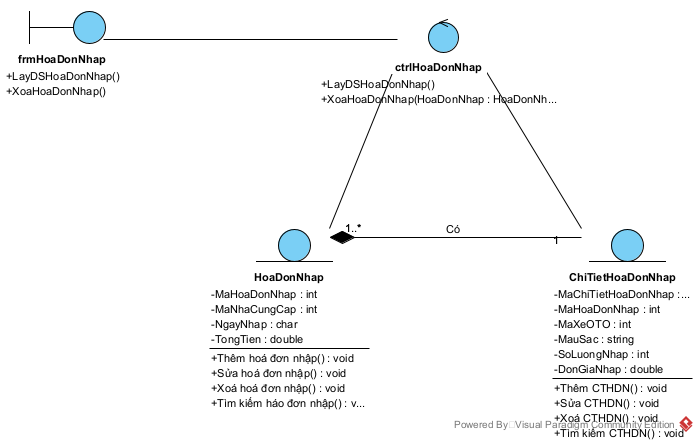 frmHoaDonNhap
+LayDSHoaDonNhap()
+XoaHoaDonNhap()
ctrlHoaDonNhap
+LayDSHoaDonNhap()
+XoaHoaDonNhap(HoaDonNhap : HoaDonNh...
1..*
Có
1
HoaDonNhap
-MaHoaDonNhap : int
-MaNhaCungCap : int
-NgayNhap : char
-TongTien : double
+Thêm hoá đơn nhập() : void
+Sửa hoá đơn nhập() : void
+Xoá hoá đơn nhập() : void
+Tìm kiếm háo đơn nhập() : v...
ChiTietHoaDonNhap
-MaChiTietHoaDonNhap :...
-MaHoaDonNhap : int
-MaXeOTO : int
-MauSac : string
-SoLuongNhap : int
-DonGiaNhap : double
+Thêm CTHDN() : void
+Sửa CTHDN() : void
+Xoá CTHDN() : void
+Tìm kiếm CTHDN() : void
Powered By Visual Paradigm Community Edition